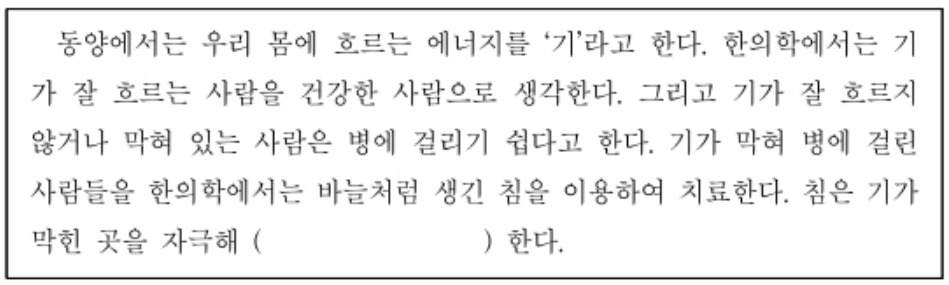 동양에서는 우리 몸에 흐르는 에너지를 ‘기’라고 한다. 한의학에서는 기
가 잘 흐르는 사람을 건강한 사람으로 생각한다. 그리고 기가 잘 흐르지
않거나 막혀 있는 사람은 병에 걸리기 쉽다고 한다. 기가 막혀 병에 걸린
사람들을 한의학에서는 바늘처럼 생긴 침을 이용하여 치료한다. 침은 기가
막힌 곳을 자극해 (                    ) 한다.